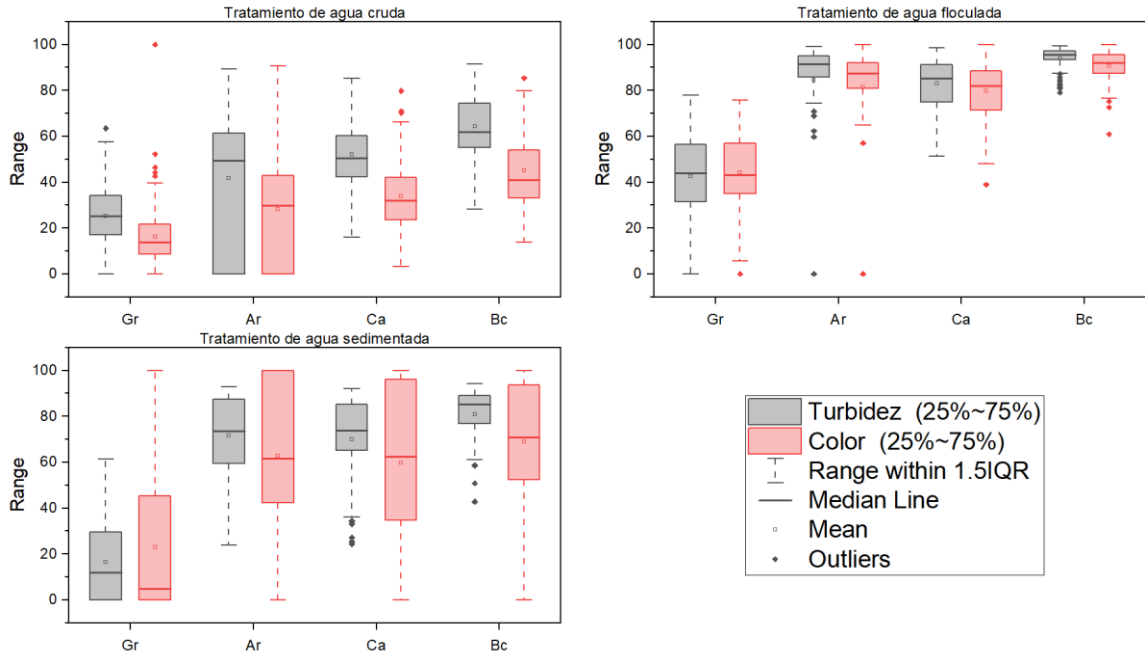 Tratamiento de agua cruda
100
80
60
40
20
0
Range
Gr Ar Ca Bc
Tratamiento de agua floculada
100
80
60
40
20
0
Range
Gr Ar Ca Bc
Tratamiento de agua sedimentada
100
80
60
40
20
0
Range
Gr Ar Ca Bc
Turbidez (25%~75%)
Color (25%~75%)
Range within 1.5IQR
Median Line
Mean
Outliers